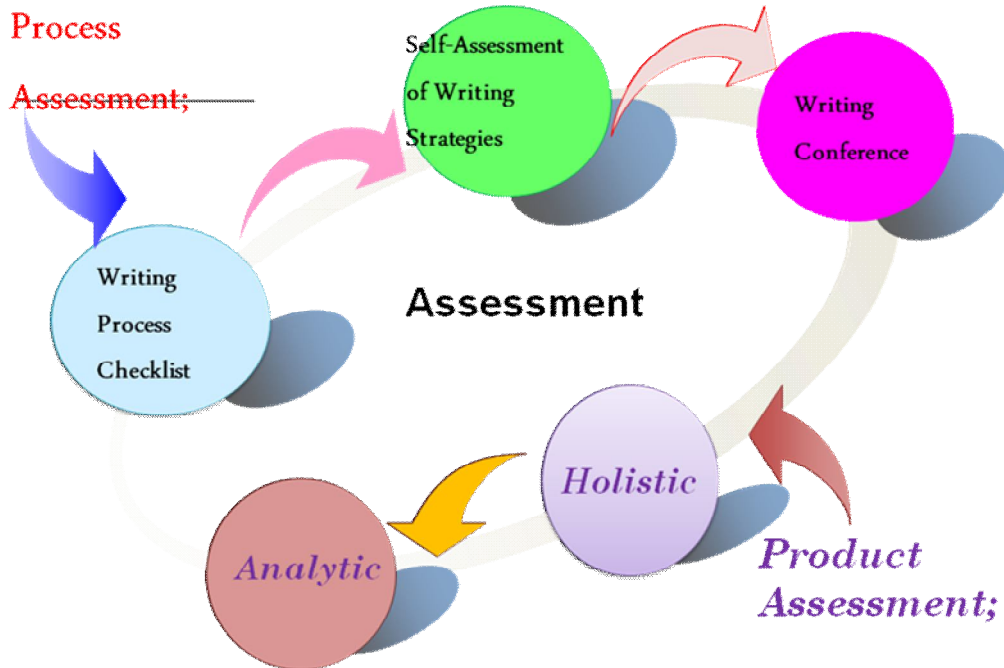 Process
Assessment;
Self-Assessment
of Writing
Strategies
Writing
Conference
Writing
Process
Checklist
Assessment
Holistic
Analytic
Product
Assessment;